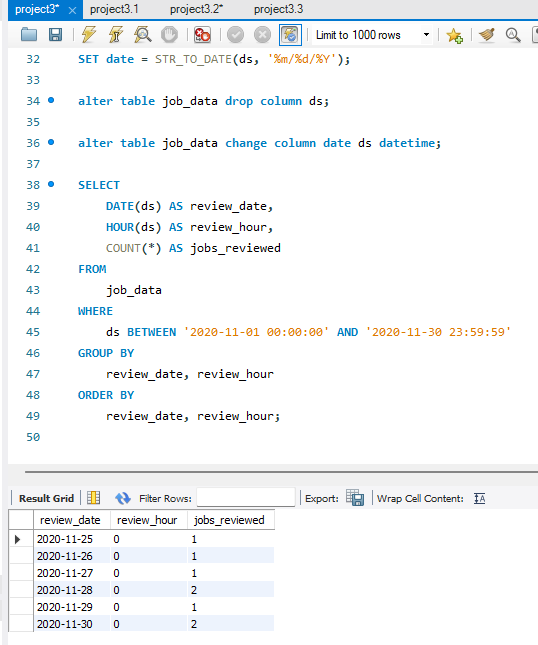 project3* × project3.1 project3.2* project3.3
Limit to 1000 rows
32 SET date = STR_TO_DATE(ds, '%m/%d/%Y');
33
34 alter table job_data drop column ds;
35
36 alter table job_data change column date ds datetime;
37
38 SELECT
39 DATE(ds) AS review_date,
40 HOUR(ds) AS review_hour,
41 COUNT(*) AS jobs_reviewed
42 FROM
43 job_data
44 WHERE
45 ds BETWEEN '2020-11-01 00:00:00' AND '2020-11-30 23:59:59'
46 GROUP BY
47 review_date, review_hour
48 ORDER BY
49 review_date, review_hour;
50
Result Grid Filter Rows: Export: Wrap Cell Content:
review_date review_hour jobs_reviewed
2020-11-25 0 1
2020-11-26 0 1
2020-11-27 0 1
2020-11-28 0 2
2020-11-29 0 1
2020-11-30 0 2